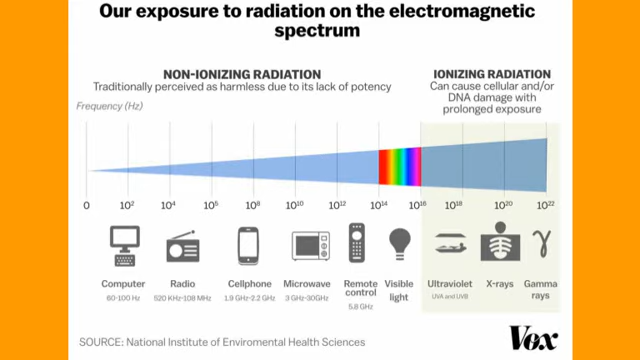 Our exposure to radiation on the electromagnetic
spectrum
NON-IONIZING RADIATION
Traditionally perceived as harmless due to its lack of potency
IONIZING RADIATION
Can cause cellular and/or
DNA damage with
prolonged exposure
Frequency (Hz)
0 10² 10⁴ 10⁶ 10⁸ 10¹⁰ 10¹² 10¹⁴ 10¹⁶ 10¹⁸ 10²⁰ 10²²
Computer
60-100 Hz
Radio
520 KHz-108 MHz
Cellphone
1.9 GHz-2.2 GHz
Microwave
3 GHz-30GHz
Remote
control
5.8 GHz
Visible
light
Ultraviolet
UVA and UVB
X-rays
Gamma
rays
SOURCE: National Institute of Enviromental Health Sciences
Vox